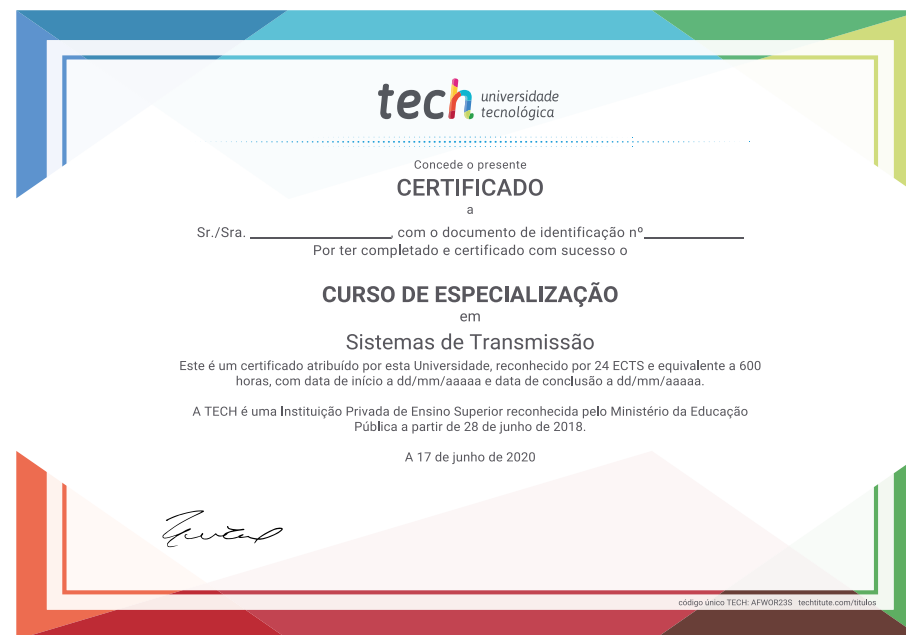 tech universidade
tecnológica
Concede o presente
CERTIFICADO
a
Sr./Sra. ____________________, com o documento de identificação nº______________
Por ter completado e certificado com sucesso o
CURSO DE ESPECIALIZAÇÃO
em
Sistemas de Transmissão
Este é um certificado atribuído por esta Universidade, reconhecido por 24 ECTS e equivalente a 600
horas, com data de início a dd/mm/aaaaa e data de conclusão a dd/mm/aaaaa.
A TECH é uma Instituição Privada de Ensino Superior reconhecida pelo Ministério da Educação
Pública a partir de 28 de junho de 2018.
A 17 de junho de 2020
código único TECH: AFWOR23S techtitute.com/titulos